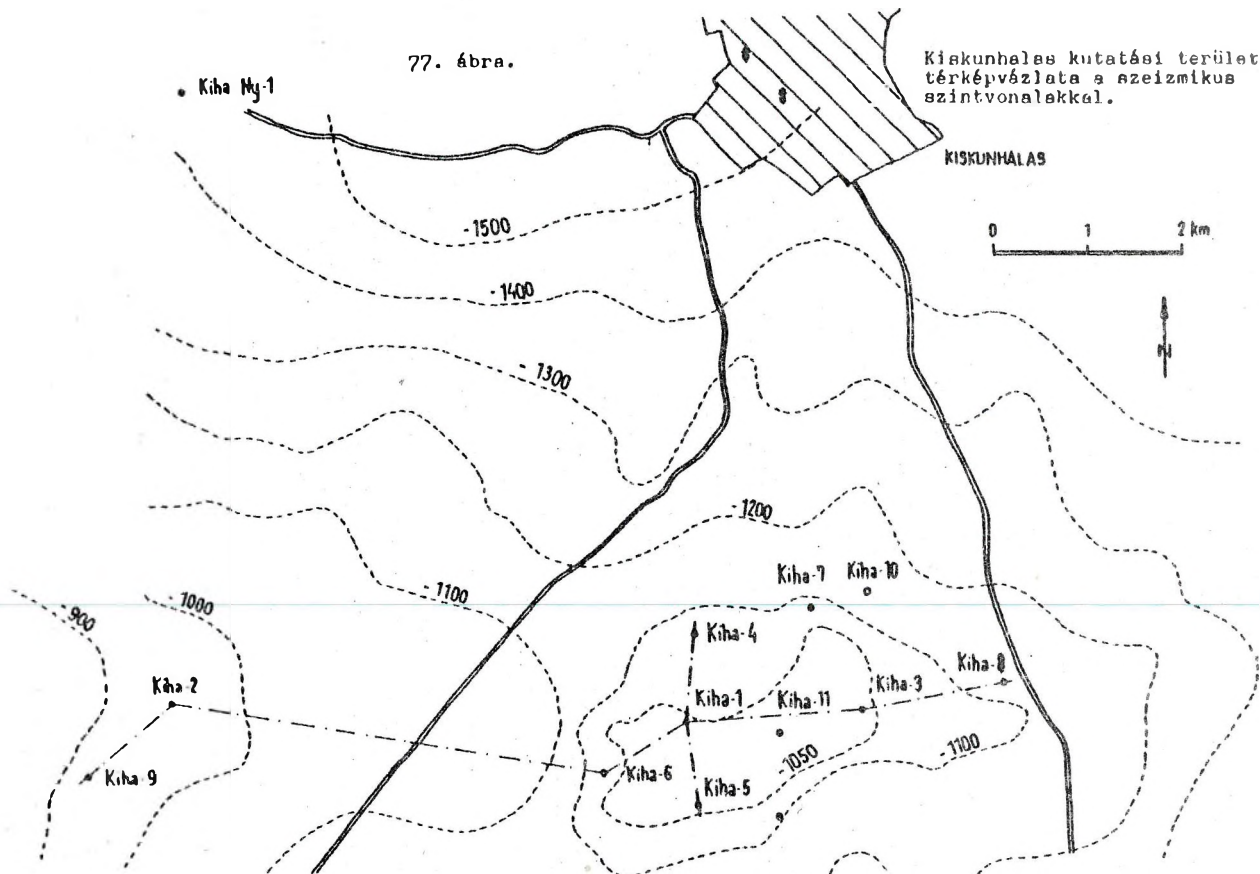 77. ábra.
Kiskunhalas kutatási terület
térképvázlata a szeizmikus
szintvonalakkal.
Kiha Ny-1
KISKUNHALAS
0 1 2 km
N
-1500
-1400
-1300
-1200
-1100
-1000
-900
Kiha-7
Kiha-10
Kiha-4
Kiha-8
Kiha-2
Kiha-1
Kiha-11
Kiha-3
-1100
-1050
Kiha-9
Kiha-6
Kiha-5